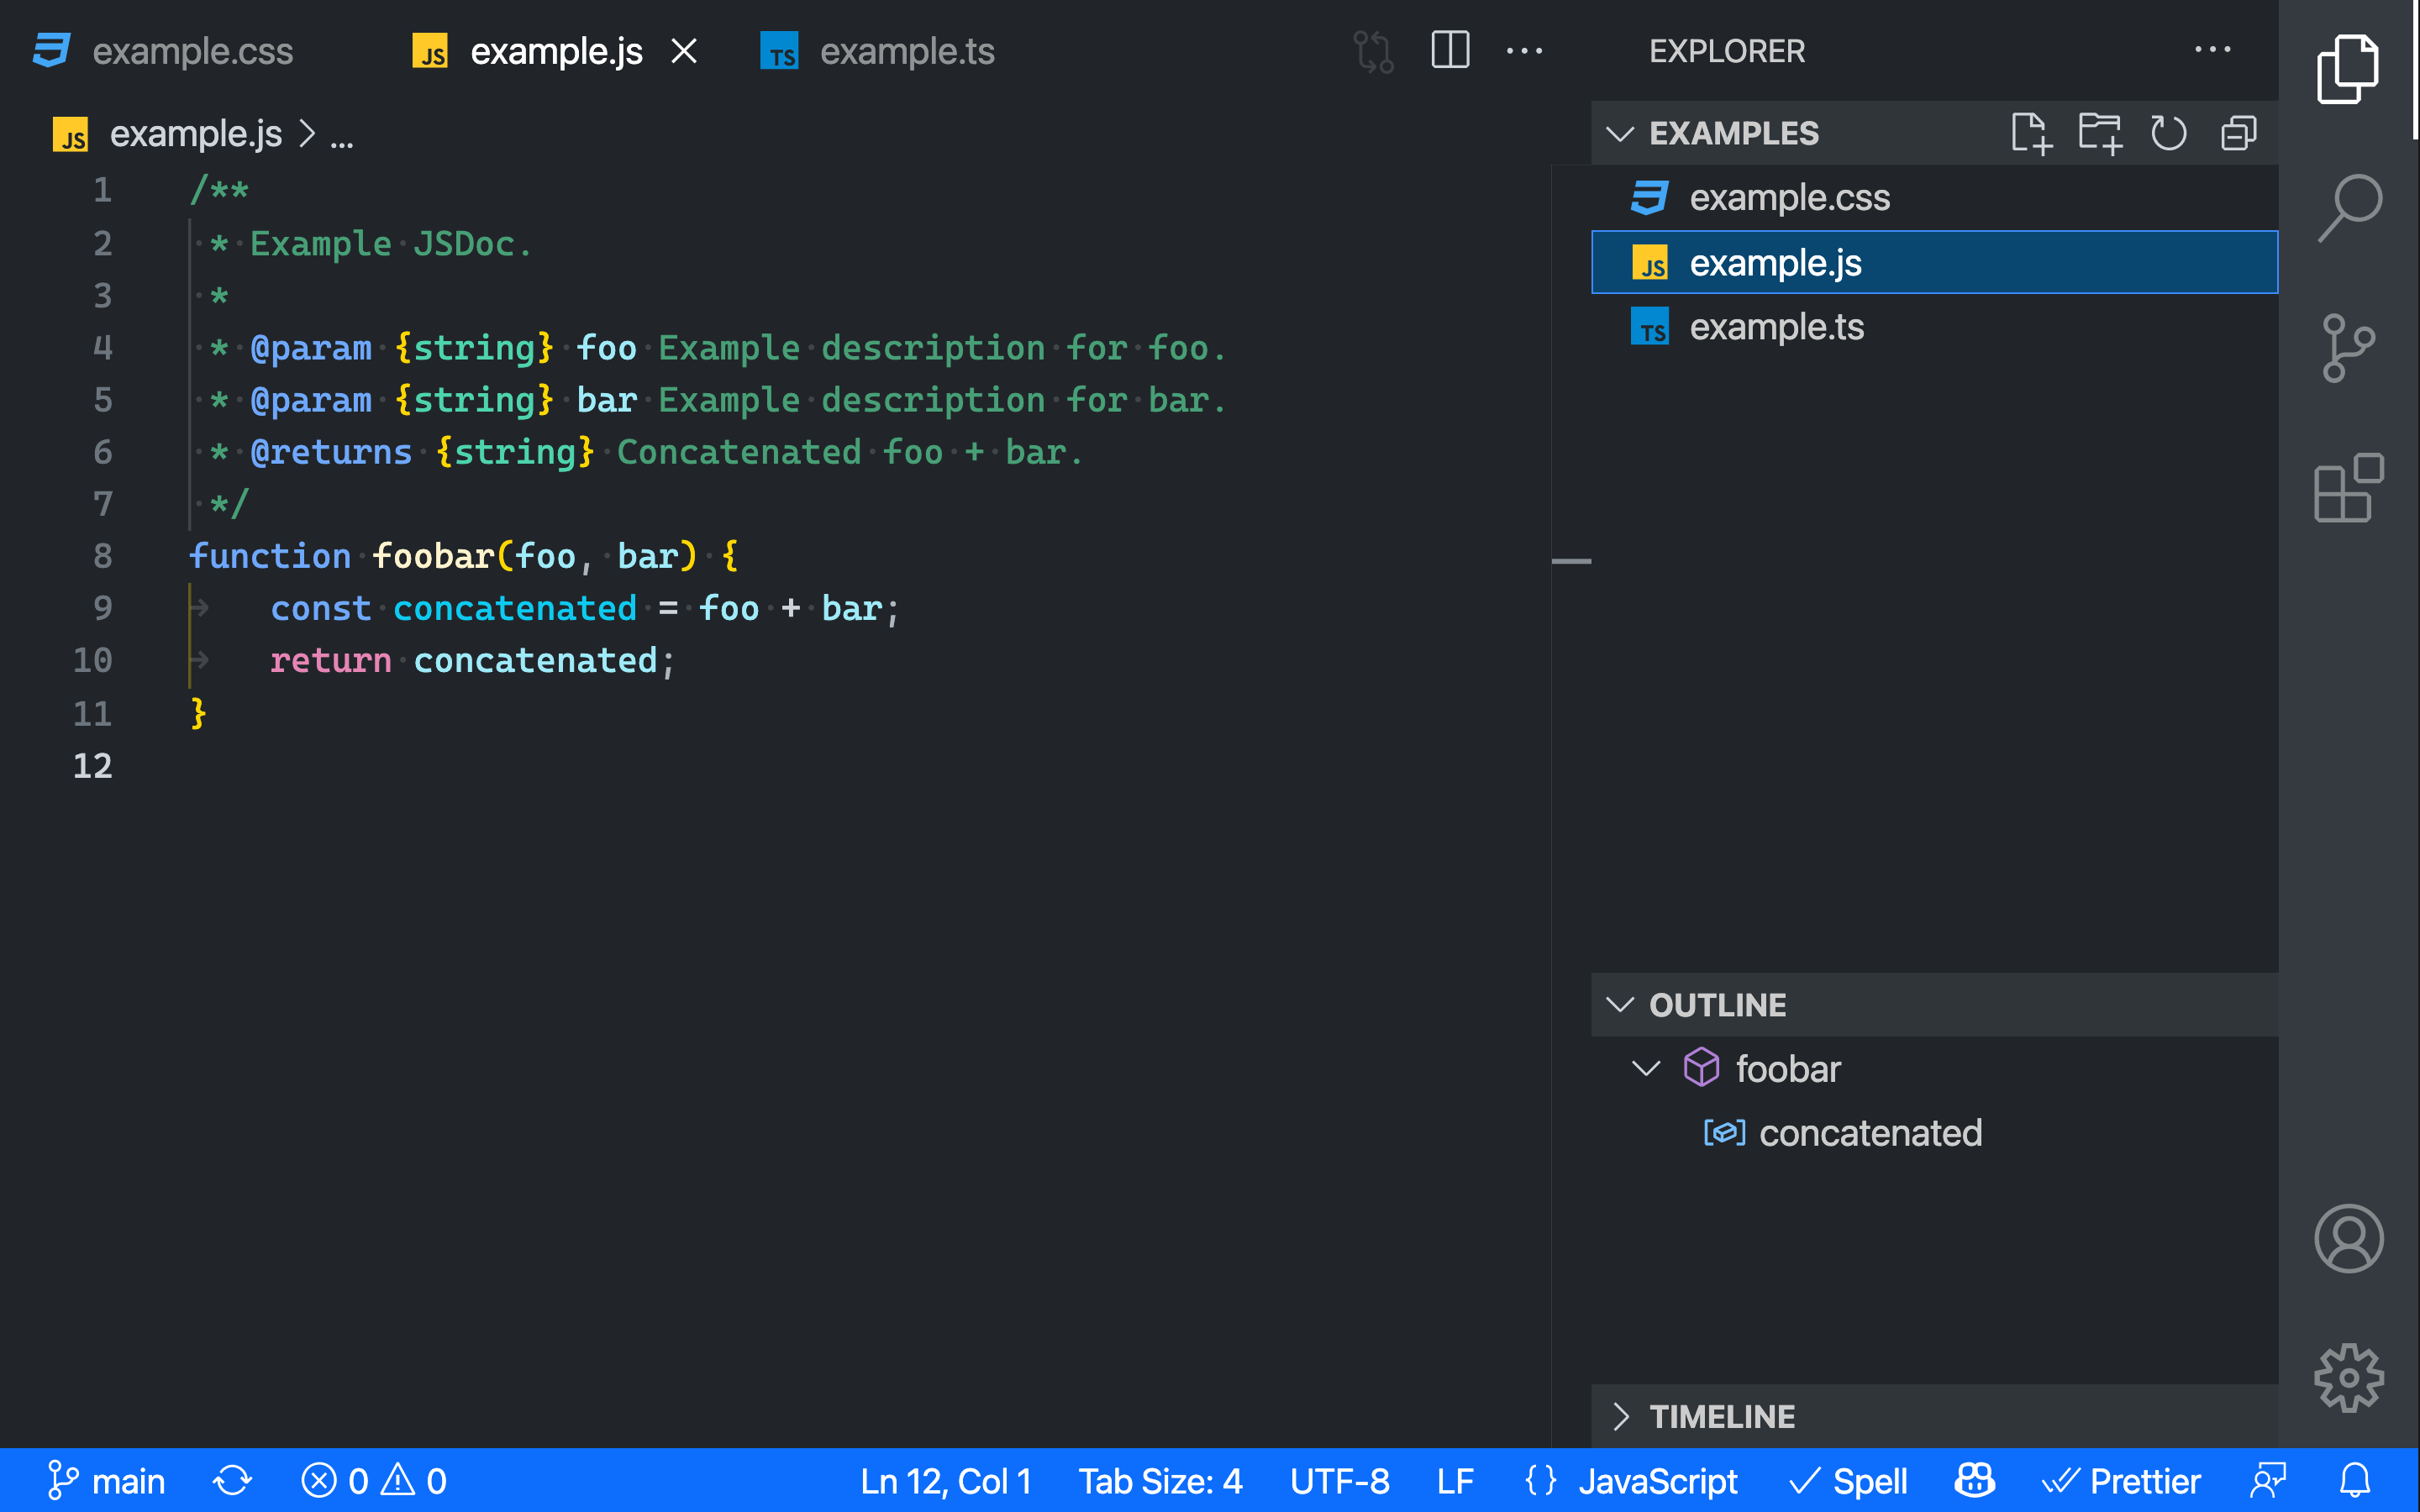 example.css JS example.js TS example.ts
JS example.js > ...
1 /**
2 * Example JSDoc.
3 *
4 * @param {string} foo Example description for foo.
5 * @param {string} bar Example description for bar.
6 * @returns {string} Concatenated foo + bar.
7 */
8 function foobar(foo, bar) {
9 const concatenated = foo + bar;
10 return concatenated;
11 }
12
EXPLORER
EXAMPLES
example.css
JS example.js
TS example.ts
OUTLINE
foobar
concatenated
TIMELINE
main 0 0 Ln 12, Col 1 Tab Size: 4 UTF-8 LF {} JavaScript Spell Prettier